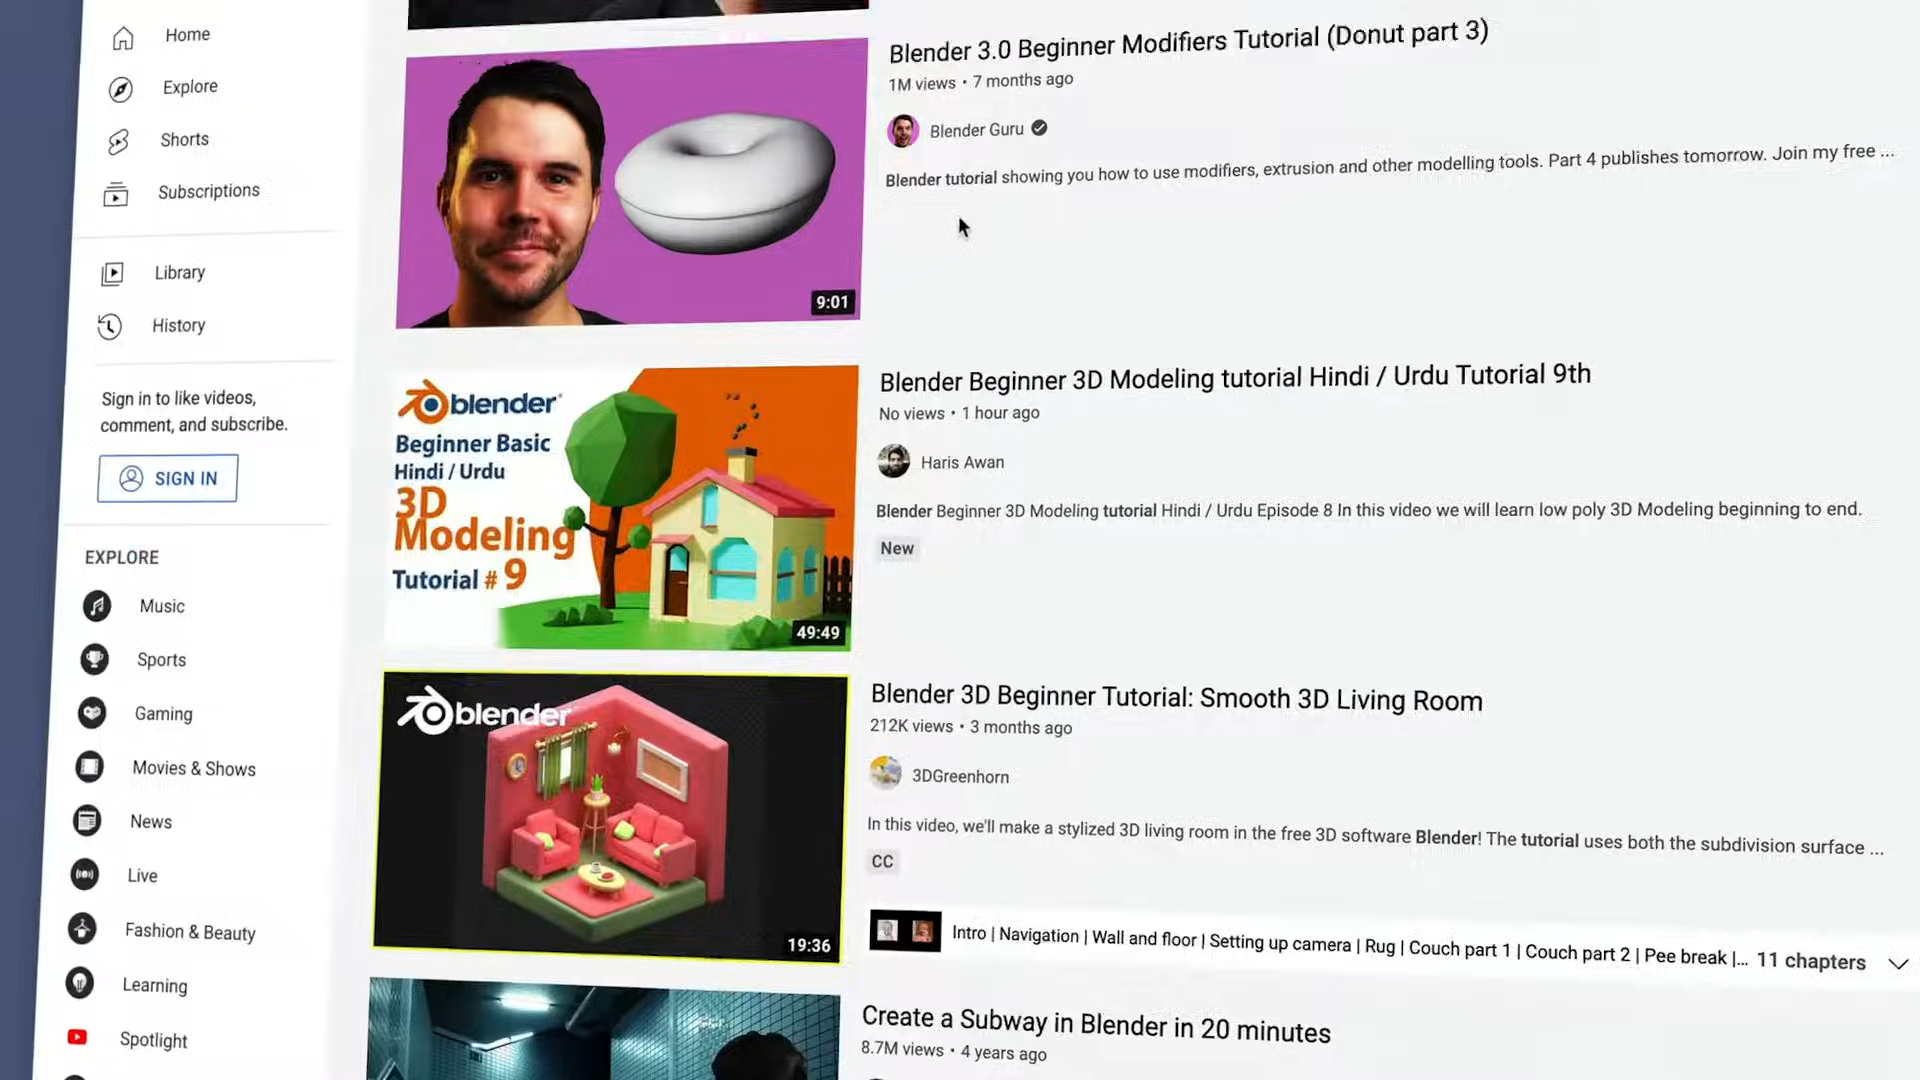 Home
Explore
Shorts
Subscriptions
Library
History
Sign in to like videos,
comment, and subscribe.
SIGN IN
EXPLORE
Music
Sports
Gaming
Movies & Shows
News
Live
Fashion & Beauty
Learning
Spotlight
9:01
Blender 3.0 Beginner Modifiers Tutorial (Donut part 3)
1M views • 7 months ago
Blender Guru
Blender tutorial showing you how to use modifiers, extrusion and other modelling tools. Part 4 publishes tomorrow. Join my free ...
blender
Beginner Basic
Hindi / Urdu
3D
Modeling
Tutorial # 9
49:49
Blender Beginner 3D Modeling tutorial Hindi / Urdu Tutorial 9th
No views • 1 hour ago
Haris Awan
Blender Beginner 3D Modeling tutorial Hindi / Urdu Episode 8 In this video we will learn low poly 3D Modeling beginning to end.
New
blender
19:36
Blender 3D Beginner Tutorial: Smooth 3D Living Room
212K views • 3 months ago
3DGreenhorn
In this video, we'll make a stylized 3D living room in the free 3D software Blender! The tutorial uses both the subdivision surface ...
CC
Intro | Navigation | Wall and floor | Setting up camera | Rug | Couch part 1 | Couch part 2 | Pee break |... 11 chapters
Create a Subway in Blender in 20 minutes
8.7M views • 4 years ago